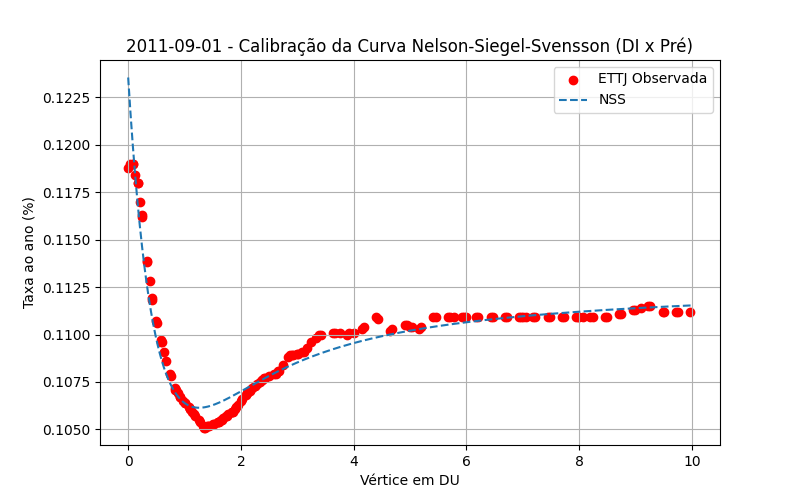 2011-09-01 - Calibração da Curva Nelson-Siegel-Svensson (DI x Pré)
ETTJ Observada
NSS
Taxa ao ano (%)
0.1225
0.1200
0.1175
0.1150
0.1125
0.1100
0.1075
0.1050
0 2 4 6 8 10
Vértice em DU